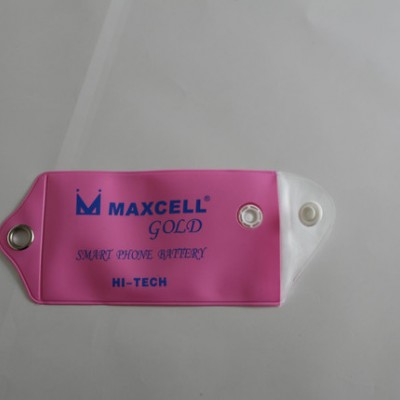 MAXCELL®
GOLD
SMART PHONE BATTERY
HI-TECH